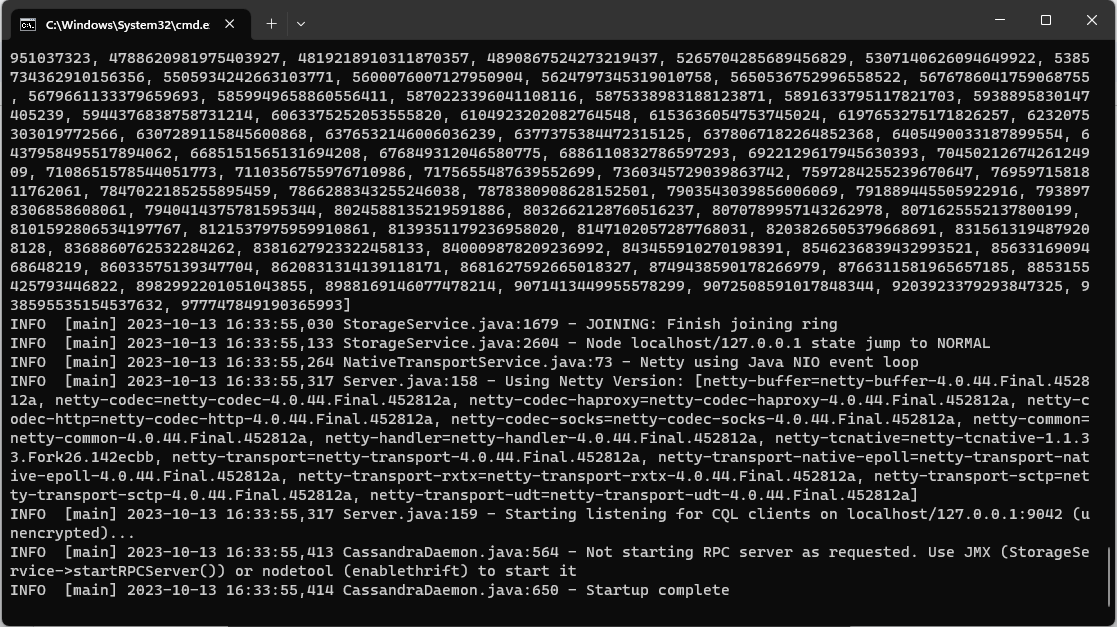 C:\Windows\System32\cmd.e
951037323, 4788620981975403927, 4819218910311870357, 4890867524273219437, 5265704285689456829, 5307140626094649922, 5385
734362910156356, 5505934242663103771, 5600076007127950904, 5624797345319010758, 5650536752996558522, 5676786041759068755
, 5679661133379659693, 5859949658860556411, 5870223396041108116, 5875338983188123871, 5891633795117821703, 5938895830147
405239, 5944376838758731214, 6063375252053555820, 6104923202082764548, 6153636054753745024, 6197653275171826257, 6232075
303019772566, 6307289115845600868, 6376532146006036239, 6377375384472315125, 6378067182264852368, 6405490033187899554, 6
437958495517894062, 6685151565131694208, 676849312046580775, 6886110832786597293, 6922129617945630393, 70450212674261249
09, 7108651578544051773, 7110356755976710986, 7175655487639552699, 7360345729039863742, 7597284255239670647, 76959715818
11762061, 7847022185255895459, 7866288343255246038, 7878380908628152501, 7903543039856006069, 791889445505922916, 793897
8306858608061, 7940414375781595344, 8024588135219591886, 8032662128760516237, 8070789957143262978, 8071625552137800199,
8101592806534197767, 8121537975959910861, 8139351179236958020, 8147102057287768031, 8203826505379668691, 831561319487920
8128, 8368860762532284262, 8381627923322458133, 840009878209236992, 843455910270198391, 8546236839432993521, 85633169094
68648219, 86033575139347704, 8620831314139118171, 8681627592665018327, 8749438590178266979, 8766311581965657185, 8853155
425793446822, 8982992201051043855, 8988169146077478214, 9071413449955578299, 9072508591017848344, 9203923379293847325, 9
38595535154537632, 977747849190365993]
INFO  [main] 2023-10-13 16:33:55,030 StorageService.java:1679 - JOINING: Finish joining ring
INFO  [main] 2023-10-13 16:33:55,133 StorageService.java:2604 - Node localhost/127.0.0.1 state jump to NORMAL
INFO  [main] 2023-10-13 16:33:55,264 NativeTransportService.java:73 - Netty using Java NIO event loop
INFO  [main] 2023-10-13 16:33:55,317 Server.java:158 - Using Netty Version: [netty-buffer=netty-buffer-4.0.44.Final.4528
12a, netty-codec=netty-codec-4.0.44.Final.452812a, netty-codec-haproxy=netty-codec-haproxy-4.0.44.Final.452812a, netty-c
odec-http=netty-codec-http-4.0.44.Final.452812a, netty-codec-socks=netty-codec-socks-4.0.44.Final.452812a, netty-common=
netty-common-4.0.44.Final.452812a, netty-handler=netty-handler-4.0.44.Final.452812a, netty-tcnative=netty-tcnative-1.1.3
3.Fork26.142ecbb, netty-transport=netty-transport-4.0.44.Final.452812a, netty-transport-native-epoll=netty-transport-nat
ive-epoll-4.0.44.Final.452812a, netty-transport-rxtx=netty-transport-rxtx-4.0.44.Final.452812a, netty-transport-sctp=net
ty-transport-sctp-4.0.44.Final.452812a, netty-transport-udt=netty-transport-udt-4.0.44.Final.452812a]
INFO  [main] 2023-10-13 16:33:55,317 Server.java:159 - Starting listening for CQL clients on localhost/127.0.0.1:9042 (u
nencrypted)...
INFO  [main] 2023-10-13 16:33:55,413 CassandraDaemon.java:564 - Not starting RPC server as requested. Use JMX (StorageSe
rvice->startRPCServer()) or nodetool (enablethrift) to start it
INFO  [main] 2023-10-13 16:33:55,414 CassandraDaemon.java:650 - Startup complete